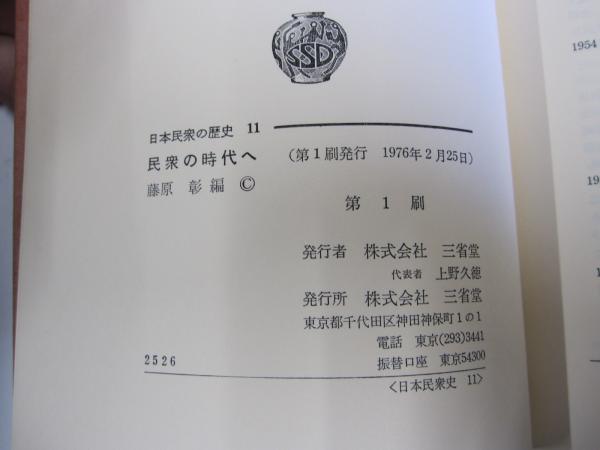 SSD
日本民衆の歴史 11
民衆の時代へ
(第1刷発行 1976年2月25日)
藤原 彰編 ©
第 1 刷
発行者 株式会社 三省堂
代表者 上野久徳
発行所 株式会社 三省堂
東京都千代田区神田神保町1の1
電話 東京(293)3441
振替口座 東京54300
2526
〈日本民衆史 11〉
1954